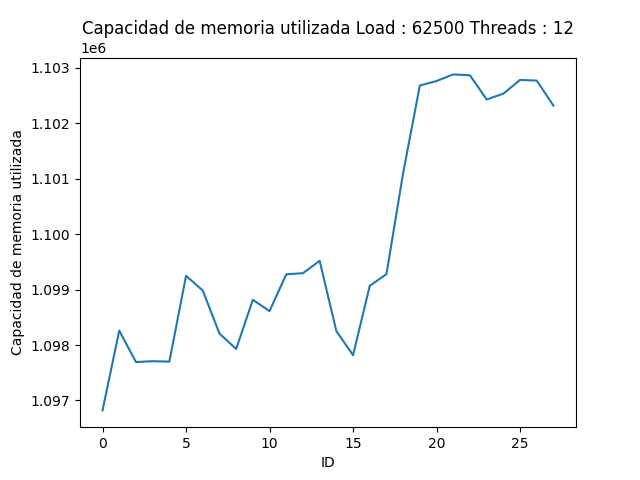 Capacidad de memoria utilizada Load : 62500 Threads : 12
1e6
1.103
1.102
1.101
1.100
1.099
1.098
1.097
Capacidad de memoria utilizada
0 5 10 15 20 25
ID